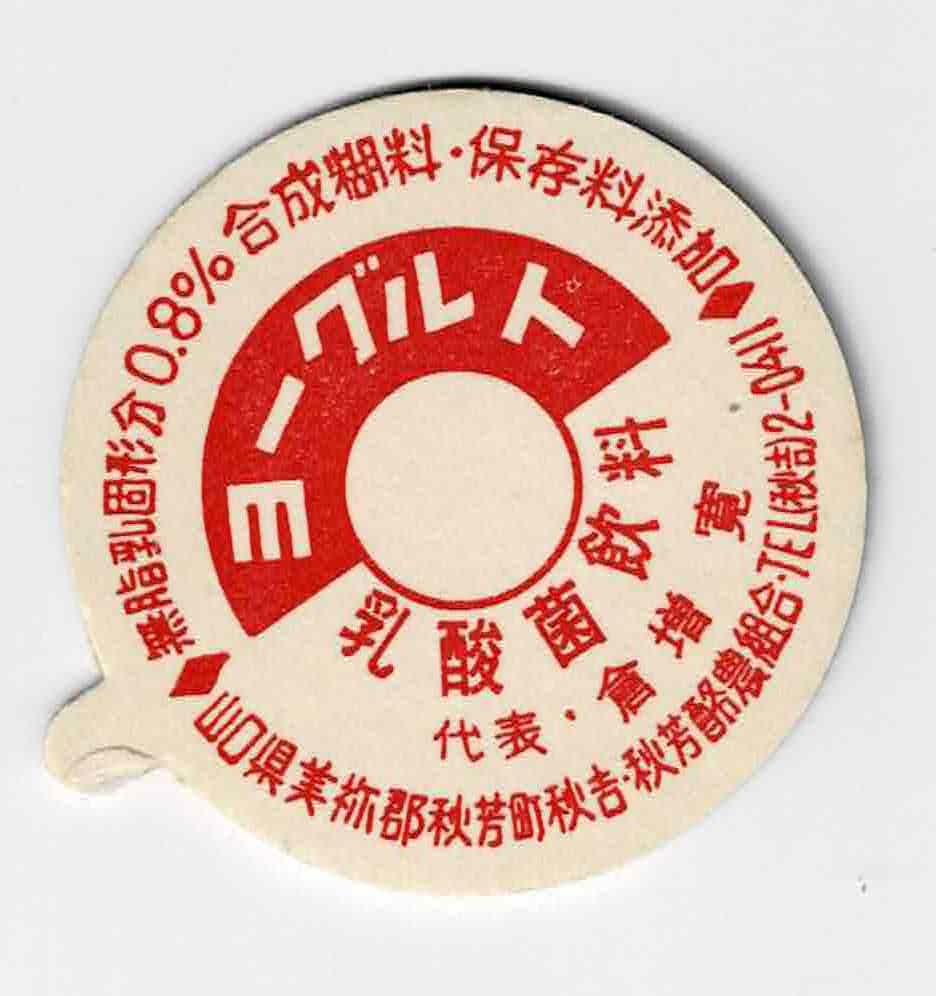 無脂乳固形分0.8%合成糊料・保存料添加
ヨーグルト
乳酸菌飲料
代表・倉増寛
山口県美祢郡秋芳町秋吉・秋芳酪農組合・TEL(秋吉)2-0411